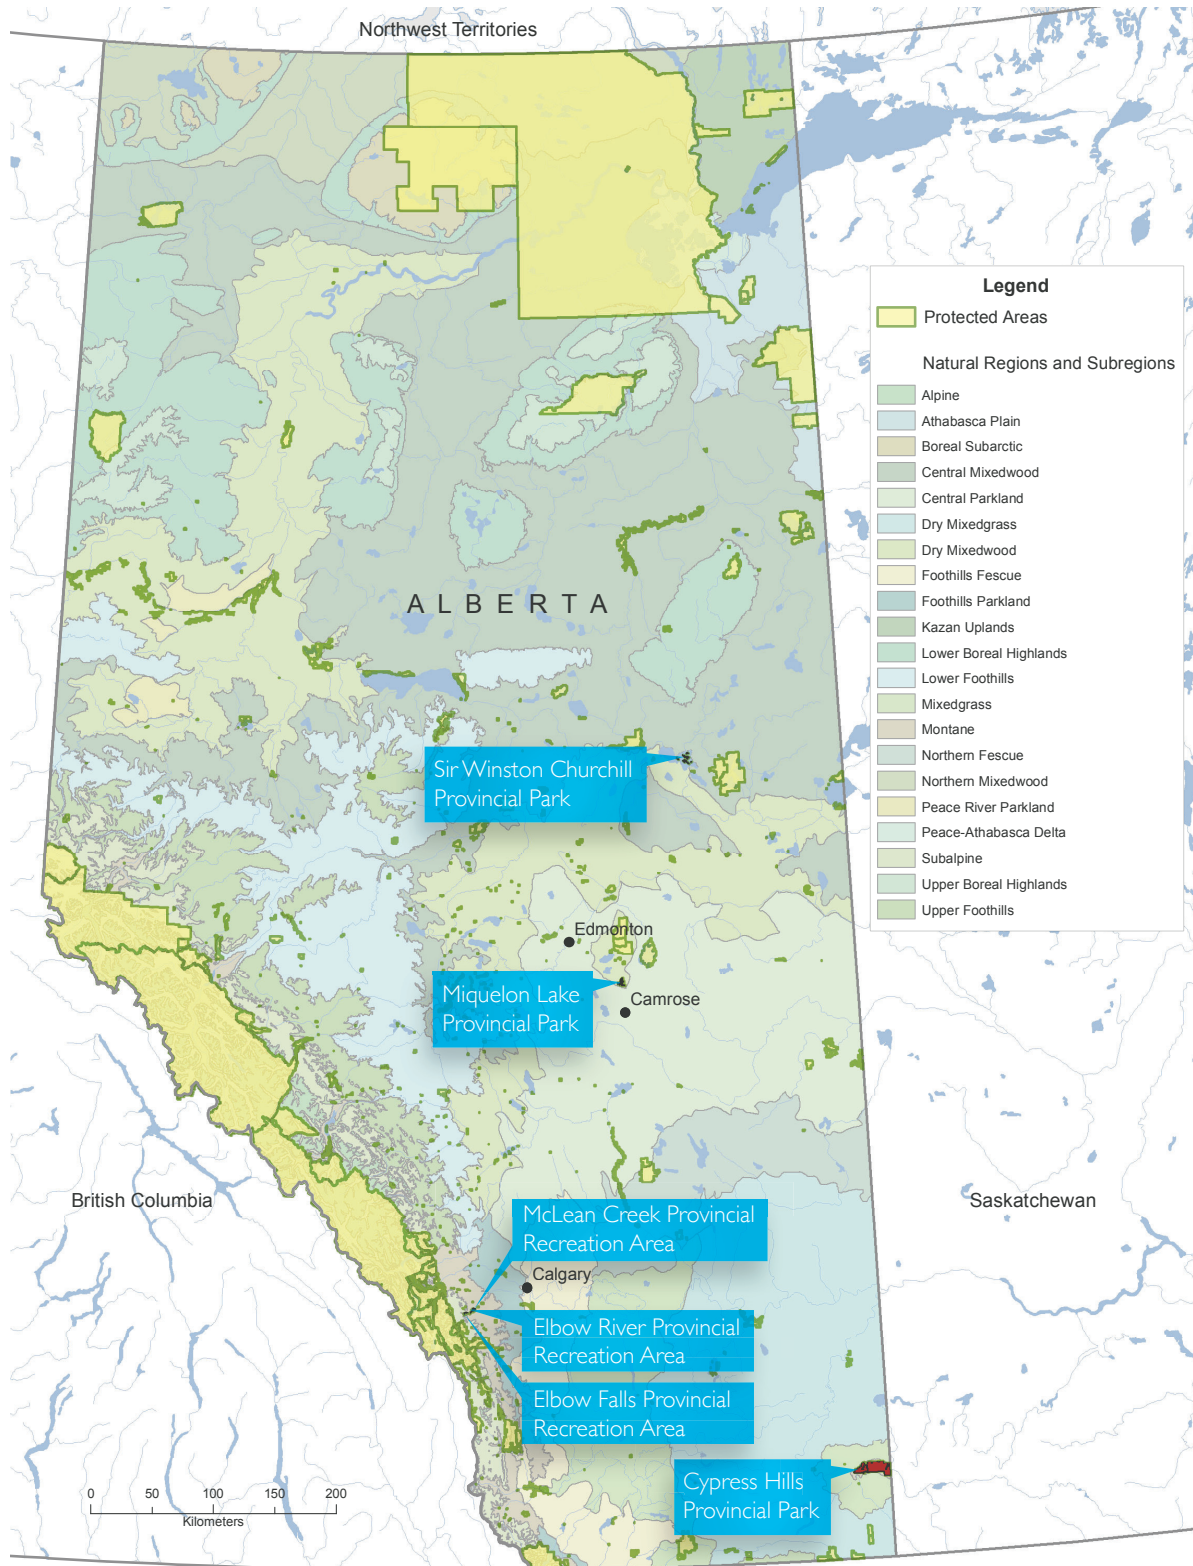 Northwest Territories
Legend
Protected Areas
Natural Regions and Subregions
Alpine
Athabasca Plain
Boreal Subarctic
Central Mixedwood
Central Parkland
Dry Mixedgrass
Dry Mixedwood
Foothills Fescue
Foothills Parkland
Kazan Uplands
Lower Boreal Highlands
Lower Foothills
Mixedgrass
Montane
Northern Fescue
Northern Mixedwood
Peace River Parkland
Peace-Athabasca Delta
Subalpine
Upper Boreal Highlands
Upper Foothills
ALBERTA
Sir Winston Churchill
Provincial Park
Edmonton
Miquelon Lake
Provincial Park
Camrose
British Columbia
Saskatchewan
McLean Creek Provincial
Recreation Area
Calgary
Elbow River Provincial
Recreation Area
Elbow Falls Provincial
Recreation Area
Cypress Hills
Provincial Park
0 50 100 150 200
Kilometers